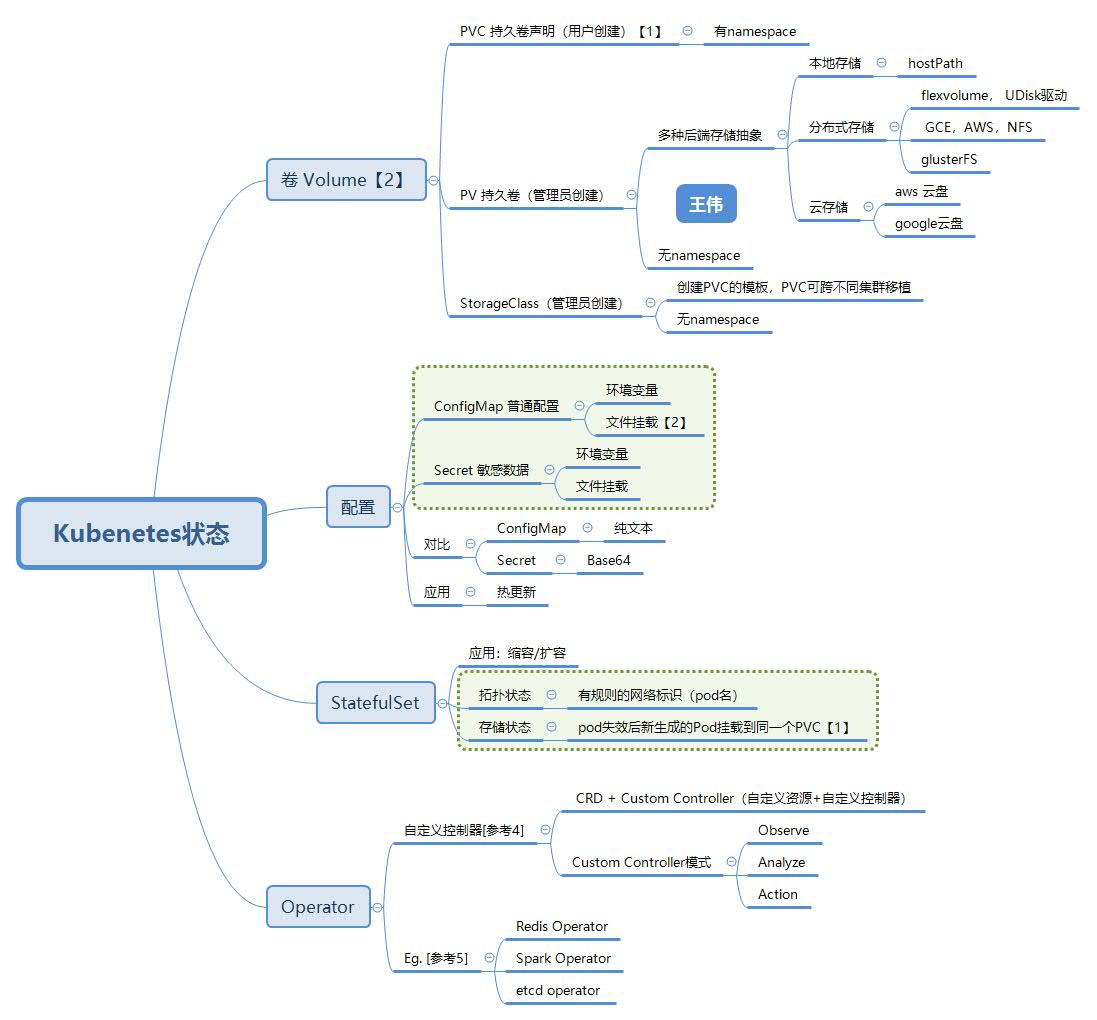 Kubenetes状态
卷 Volume【2】
PVC 持久卷声明（用户创建）【1】
有namespace
PV 持久卷（管理员创建）
多种后端存储抽象
本地存储
hostPath
分布式存储
flexvolume， UDisk驱动
GCE，AWS，NFS
glusterFS
云存储
aws 云盘
google云盘
王伟
无namespace
StorageClass（管理员创建）
创建PVC的模板，PVC可跨不同集群移植
无namespace
配置
ConfigMap 普通配置
环境变量
文件挂载【2】
Secret 敏感数据
环境变量
文件挂载
对比
ConfigMap
纯文本
Secret
Base64
应用
热更新
StatefulSet
应用：缩容/扩容
拓扑状态
有规则的网络标识（pod名）
存储状态
pod失效后新生成的Pod挂载到同一个PVC【1】
Operator
自定义控制器[参考4]
CRD + Custom Controller（自定义资源+自定义控制器）
Custom Controller模式
Observe
Analyze
Action
Eg. [参考5]
Redis Operator
Spark Operator
etcd operator